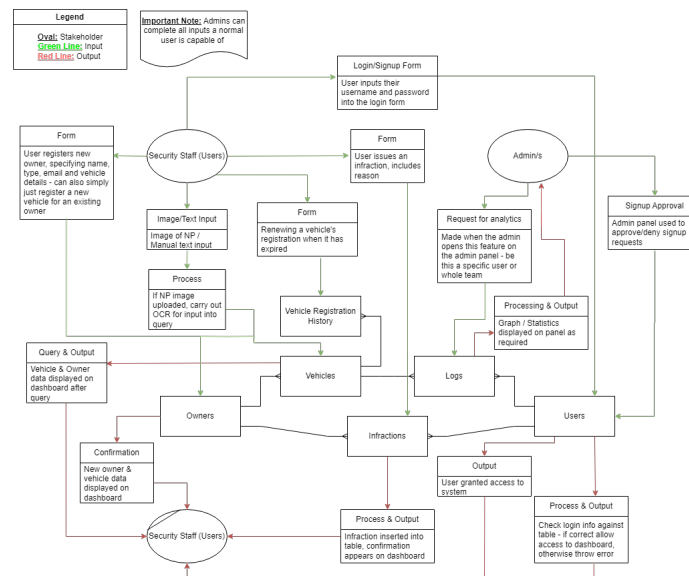 Legend
Oval: Stakeholder
Green Line: Input
Red Line: Output
Important Note: Admins can
complete all inputs a normal
user is capable of
Login/Signup Form
User inputs their
username and password
into the login form
Form
User registers new
owner, specifying name,
type, email and vehicle
details - can also simply
just register a new
vehicle for an existing
owner
Security Staff (Users)
Form
User issues an
infraction, includes
reason
Admin/s
Image/Text Input
Image of NP /
Manual text input
Form
Renewing a vehicle's
registration when it has
expired
Request for analytics
Made when the admin
opens this feature on
the admin panel - be
this a specific user or
whole team
Signup Approval
Admin panel used to
approve/deny signup
requests
Process
If NP image
uploaded, carry out
OCR for input into
query
Vehicle Registration
History
Processing & Output
Graph / Statistics
displayed on panel as
required
Query & Output
Vehicle & Owner
data displayed on
dashboard after
query
Vehicles
Logs
Owners
Infractions
Users
Confirmation
New owner &
vehicle data
displayed on
dashboard
Output
User granted access to
system
Security Staff (Users)
Process & Output
Infraction inserted into
table, confirmation
appears on dashboard
Process & Output
Check login info against
table - if correct allow
access to dashboard,
otherwise throw error